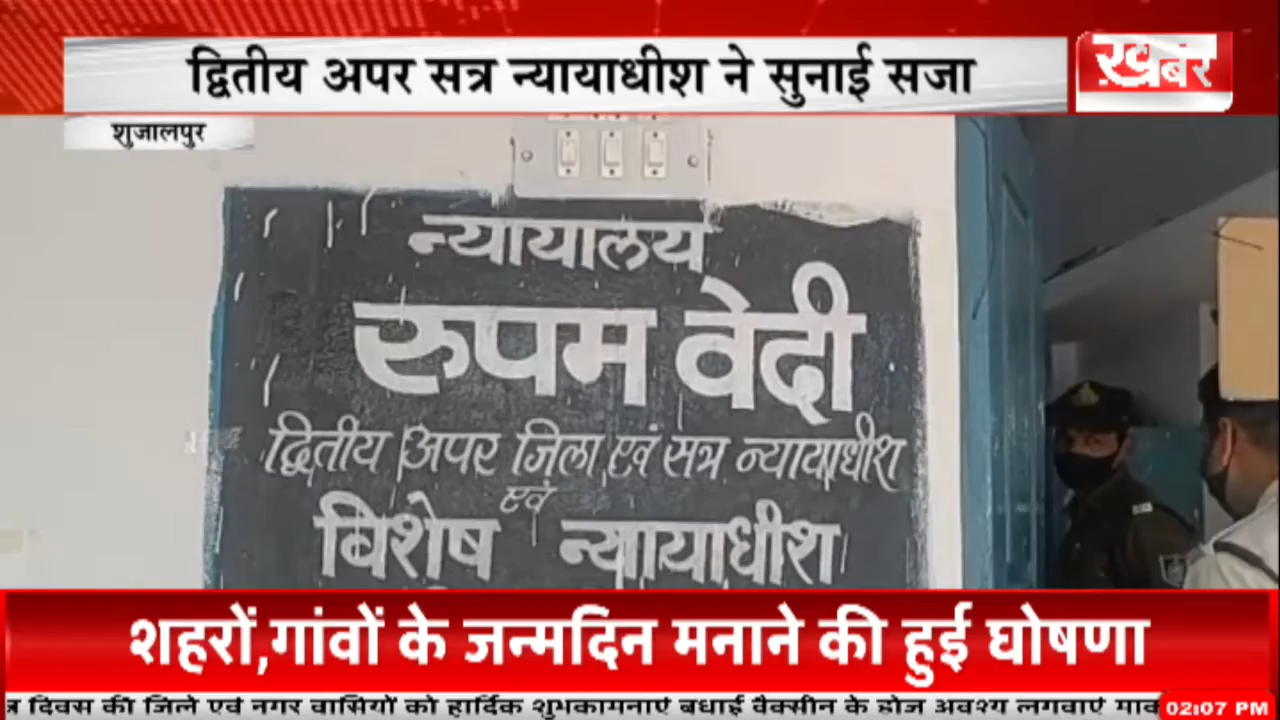 द्वितीय अपर सत्र न्यायाधीश ने सुनाई सजा
ख़बर
शुजालपुर
न्यायालय
रुपम वेदी
द्वितीय अपर जिला एवं सत्र न्यायाधीश
एवं
विशेष न्यायाधीश
शहरों,गांवों के जन्मदिन मनाने की हुई घोषणा
दिवस की जिले एवं नगर वासियों को हार्दिक शुभकामनाएं बधाई वैक्सीन के डोज अवश्य लगवाएं
02:07 PM